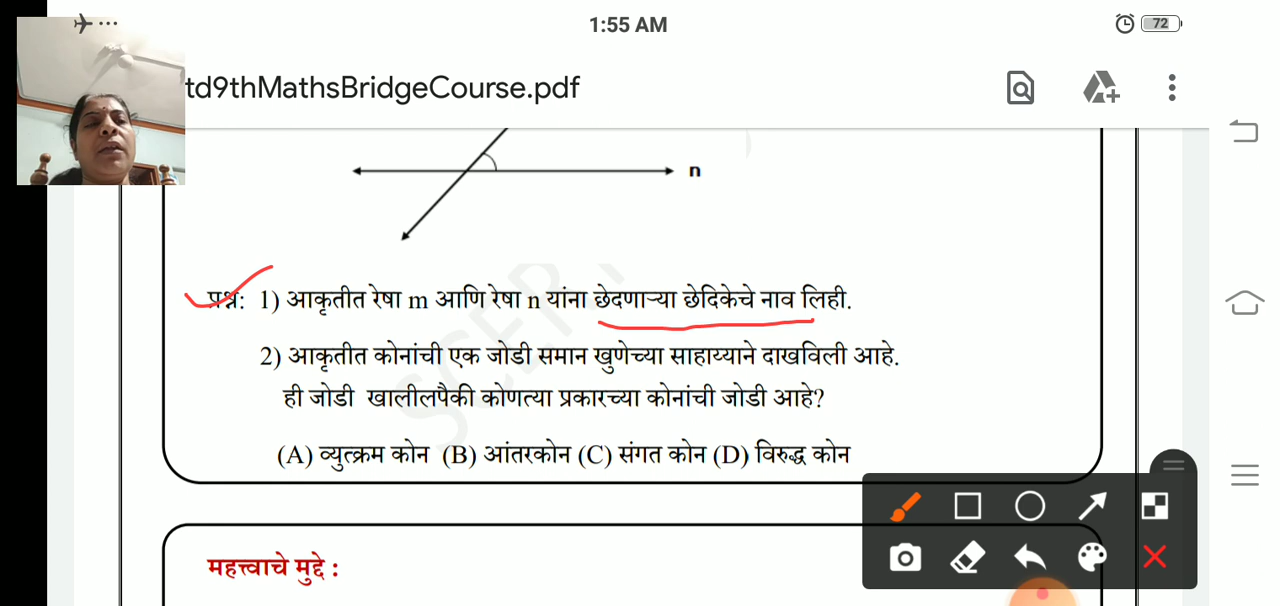 1:55 AM
72
td9thMathsBridgeCourse.pdf
n
प्रश्न: 1) आकृतीत रेषा m आणि रेषा n यांना छेदणाऱ्या छेदिकेचे नाव लिही.
2) आकृतीत कोनांची एक जोडी समान खुणेच्या साहाय्याने दाखविली आहे.
ही जोडी खालीलपैकी कोणत्या प्रकारच्या कोनांची जोडी आहे?
(A) व्युत्क्रम कोन (B) आंतरकोन (C) संगत कोन (D) विरुद्ध कोन
महत्त्वाचे मुद्दे :